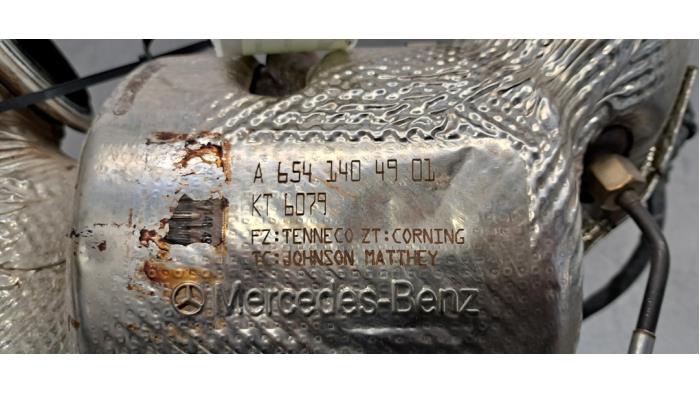 A 654 140 49 01
KT 6079
FZ:TENNECO ZT:CORNING
TC:JOHNSON MATTHEY
Mercedes-Benz